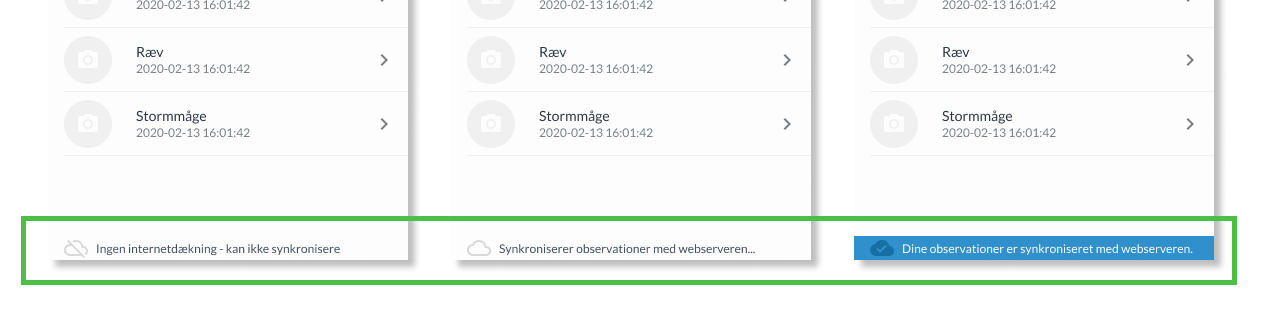 2020-02-13 16:01:42
Ræv
2020-02-13 16:01:42
Stormmåge
2020-02-13 16:01:42
Ingen internetdækning - kan ikke synkronisere
2020-02-13 16:01:42
Ræv
2020-02-13 16:01:42
Stormmåge
2020-02-13 16:01:42
Synkroniserer observationer med webserveren...
2020-02-13 16:01:42
Ræv
2020-02-13 16:01:42
Stormmåge
2020-02-13 16:01:42
Dine observationer er synkroniseret med webserveren.